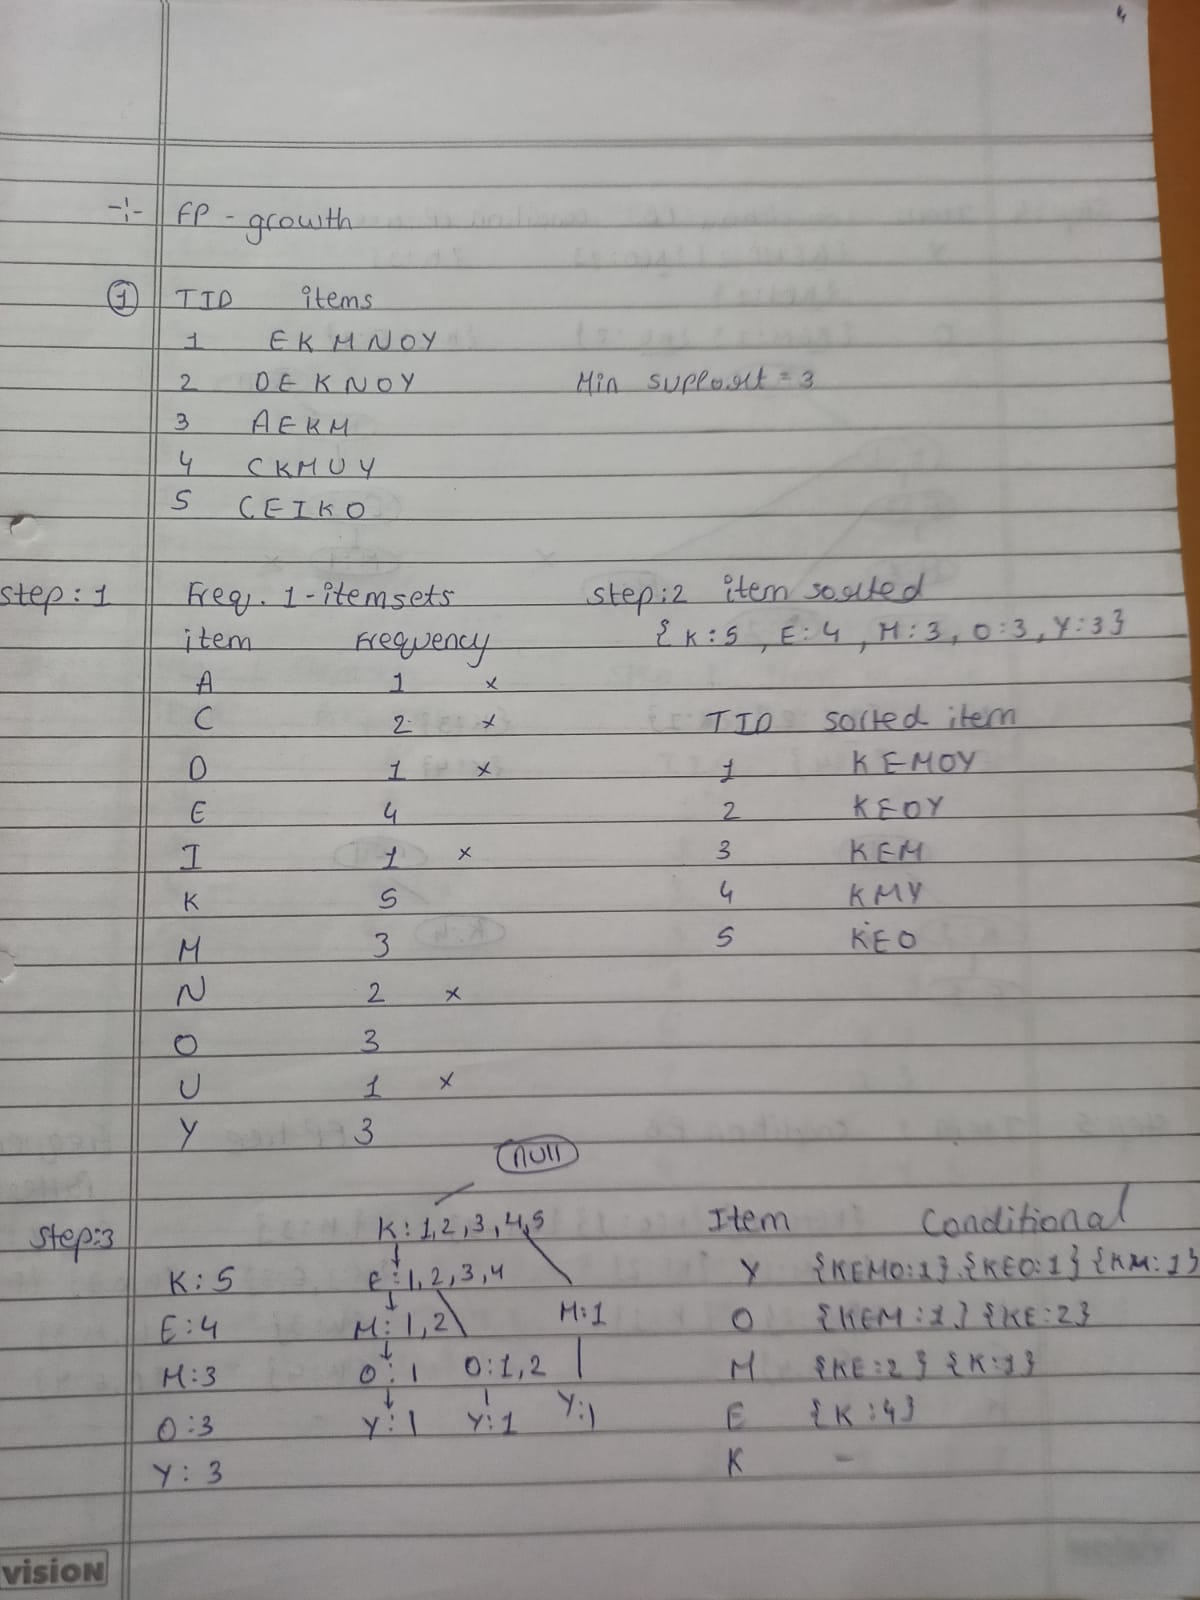 FP - growth
① TID items
1 EKMNOY
2 DEKNOY Min support = 3
3 AEKM
4 CKMUY
5 CEIKO
step:1 Freq. 1-itemsets step:2 item sorted
item Frequency { K:5, E:4, M:3, O:3, Y:3}
A 1 x
C 2 x TID sorted item
D 1 x 1 KEMOY
E 4 2 KEOY
I 1 x 3 KEM
K 5 4 KMY
M 3 5 KEO
N 2 x
O 3
U 1 x
Y 3
null
step:3 K:1,2,3,4,5 Item Conditional
K:5 E:1,2,3,4 Y {KEMO:1}.{KEO:1} {KM:1}
E:4 M:1,2 M:1 O {KEM:1} {KE:2}
M:3 O:1 O:1,2 M {KE:2} {K:1}
O:3 Y:1 Y:1 Y:1 E {K:4}
Y:3 K -
VISION